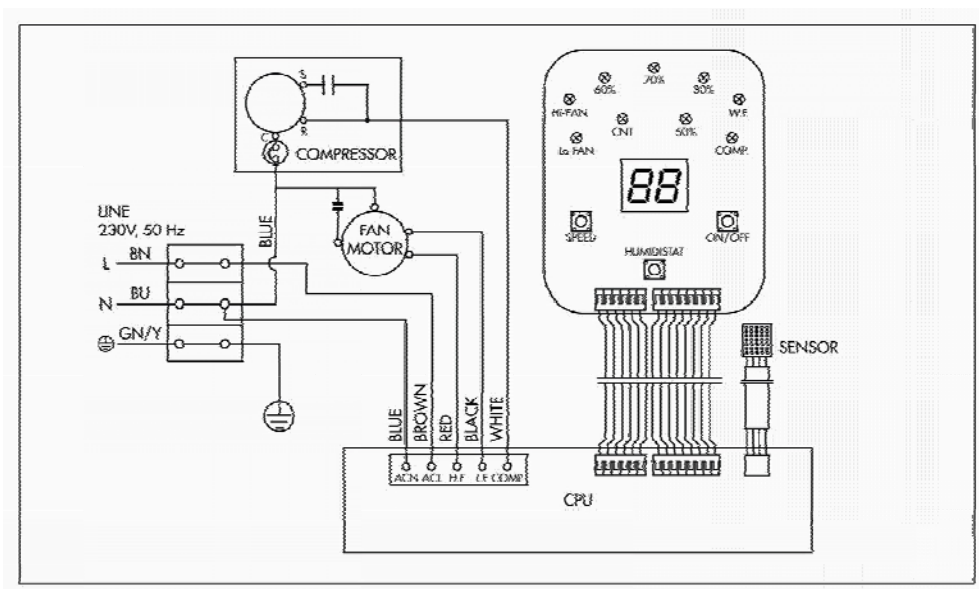 S
R
C
COMPRESSOR
BLUE
FAN
MOTOR
LINE
230V, 50 Hz
L
BN
N
BU
GN/Y
60%
70%
80%
Hi-FAN
W.F.
CNT
50%
Lo FAN
COMP.
88
SPEED
ON/OFF
HUMIDISTAT
SENSOR
BLUE
BROWN
RED
BLACK
WHITE
ACN ACL H.F LF COMP
CPU